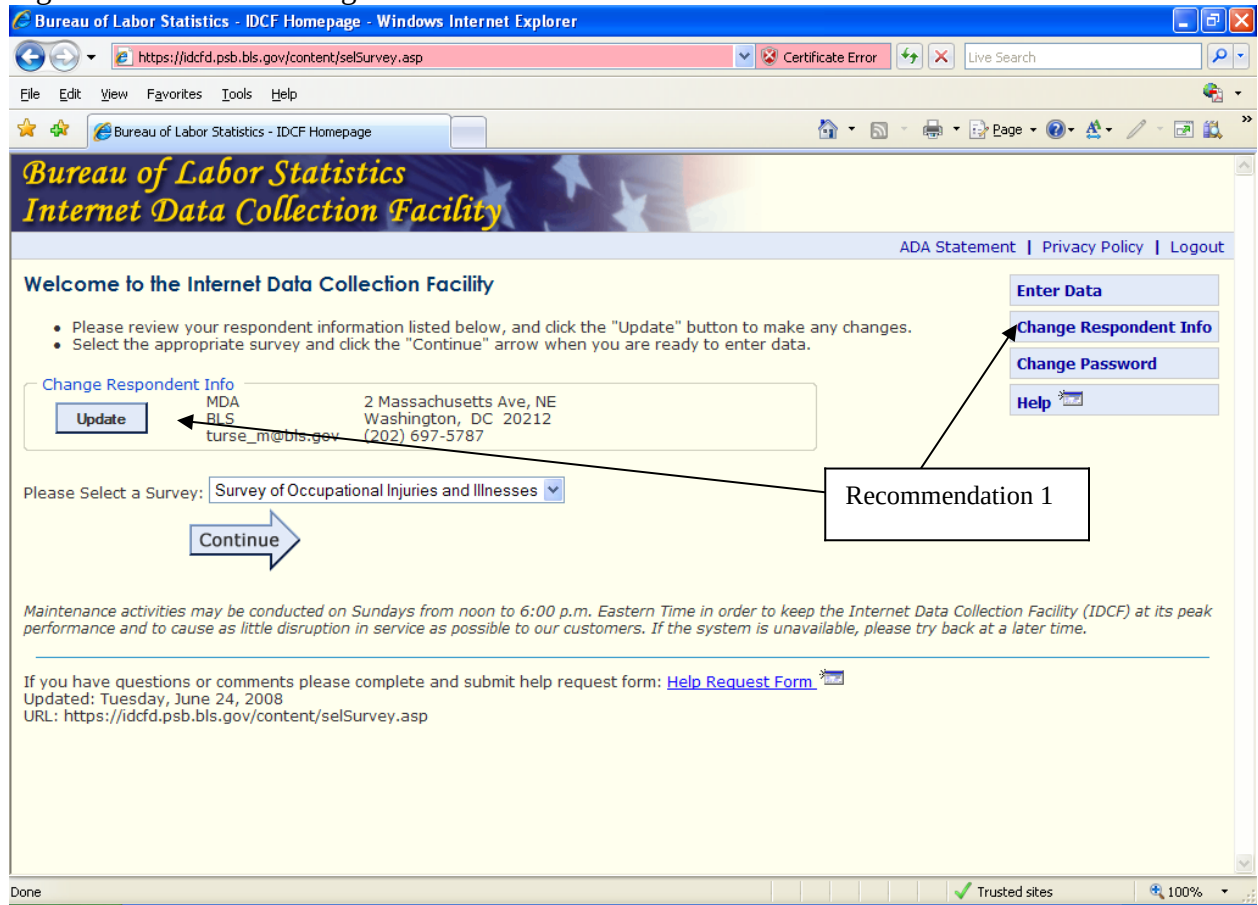 Bureau of Labor Statistics - IDCF Homepage - Windows Internet Explorer
https://idcfd.psb.bls.gov/content/selSurvey.asp
Certificate Error
Live Search
File Edit View Favorites Tools Help
Bureau of Labor Statistics - IDCF Homepage
Page
Bureau of Labor Statistics
Internet Data Collection Facility
ADA Statement | Privacy Policy | Logout
Welcome to the Internet Data Collection Facility
• Please review your respondent information listed below, and click the "Update" button to make any changes.
• Select the appropriate survey and click the "Continue" arrow when you are ready to enter data.
Enter Data
Change Respondent Info
Change Password
Help
Change Respondent Info
Update
MDA 2 Massachusetts Ave, NE
BLS Washington, DC 20212
turse_m@bls.gov (202) 697-5787
Recommendation 1
Please Select a Survey: Survey of Occupational Injuries and Illnesses
Continue
Maintenance activities may be conducted on Sundays from noon to 6:00 p.m. Eastern Time in order to keep the Internet Data Collection Facility (IDCF) at its peak
performance and to cause as little disruption in service as possible to our customers. If the system is unavailable, please try back at a later time.
If you have questions or comments please complete and submit help request form: Help Request Form
Updated: Tuesday, June 24, 2008
URL: https://idcfd.psb.bls.gov/content/selSurvey.asp
Done
Trusted sites
100%